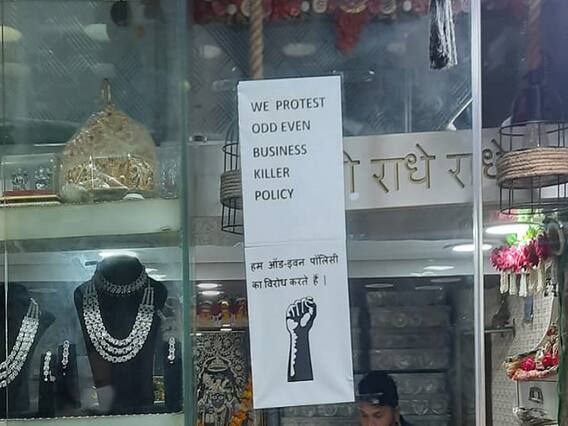 WE PROTEST
ODD EVEN
BUSINESS
KILLER
POLICY
राधे रा
हम ऑड-इवन पॉलिसी
का विरोध करते हैं |